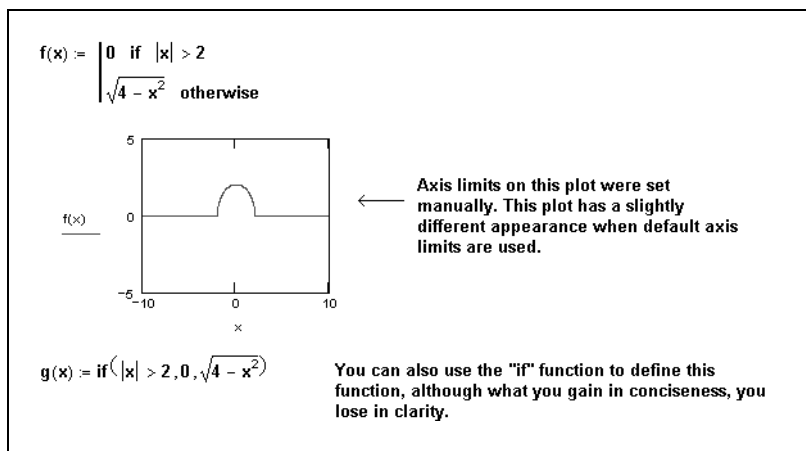 f(x) := | 0 if |x| > 2
√4 − x² otherwise
5
f(x)
0
−5
−10
0
10
x
Axis limits on this plot were set
manually. This plot has a slightly
different appearance when default axis
limits are used.
g(x) := if(|x| > 2, 0, √4 − x²)
You can also use the "if" function to define this
function, although what you gain in conciseness, you
lose in clarity.